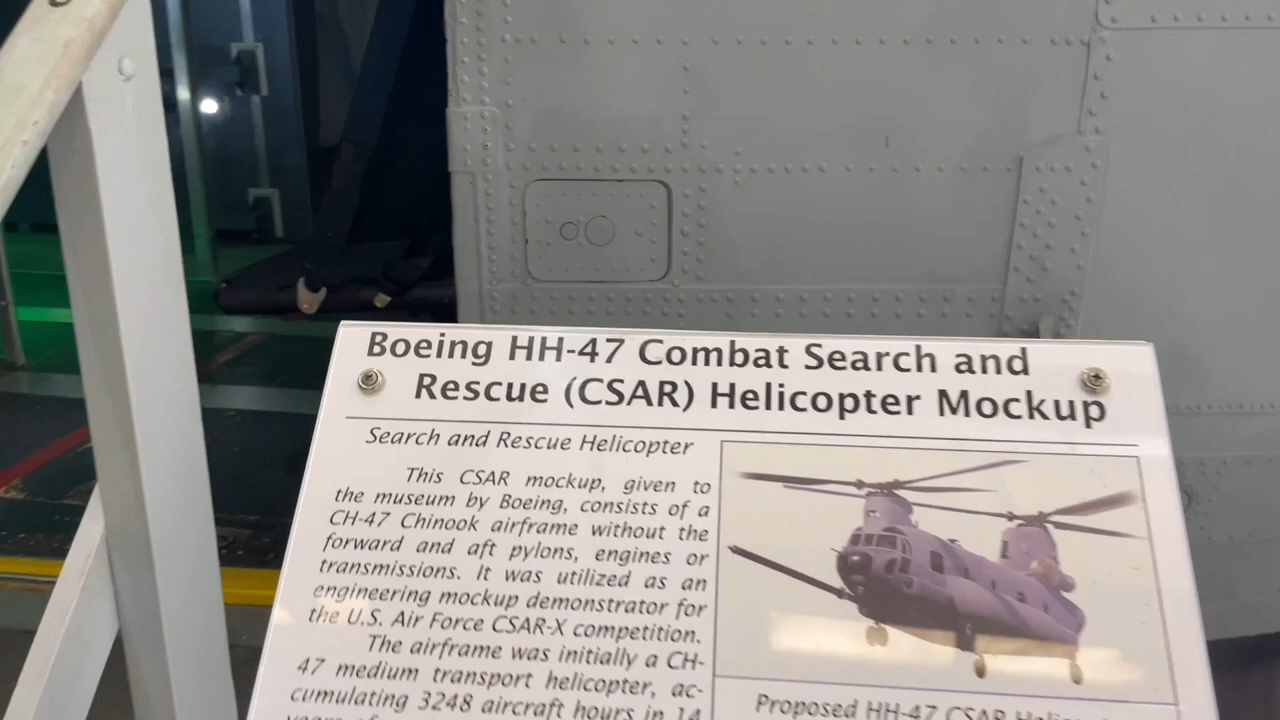 Boeing HH-47 Combat Search and
Rescue (CSAR) Helicopter Mockup
Search and Rescue Helicopter
This CSAR mockup, given to
the museum by Boeing, consists of a
CH-47 Chinook airframe without the
forward and aft pylons, engines or
transmissions. It was utilized as an
engineering mockup demonstrator for
the U.S. Air Force CSAR-X competition.
The airframe was initially a CH-
47 medium transport helicopter, ac-
cumulating 3248 aircraft hours in 14
years of
Proposed HH-47 CSAR